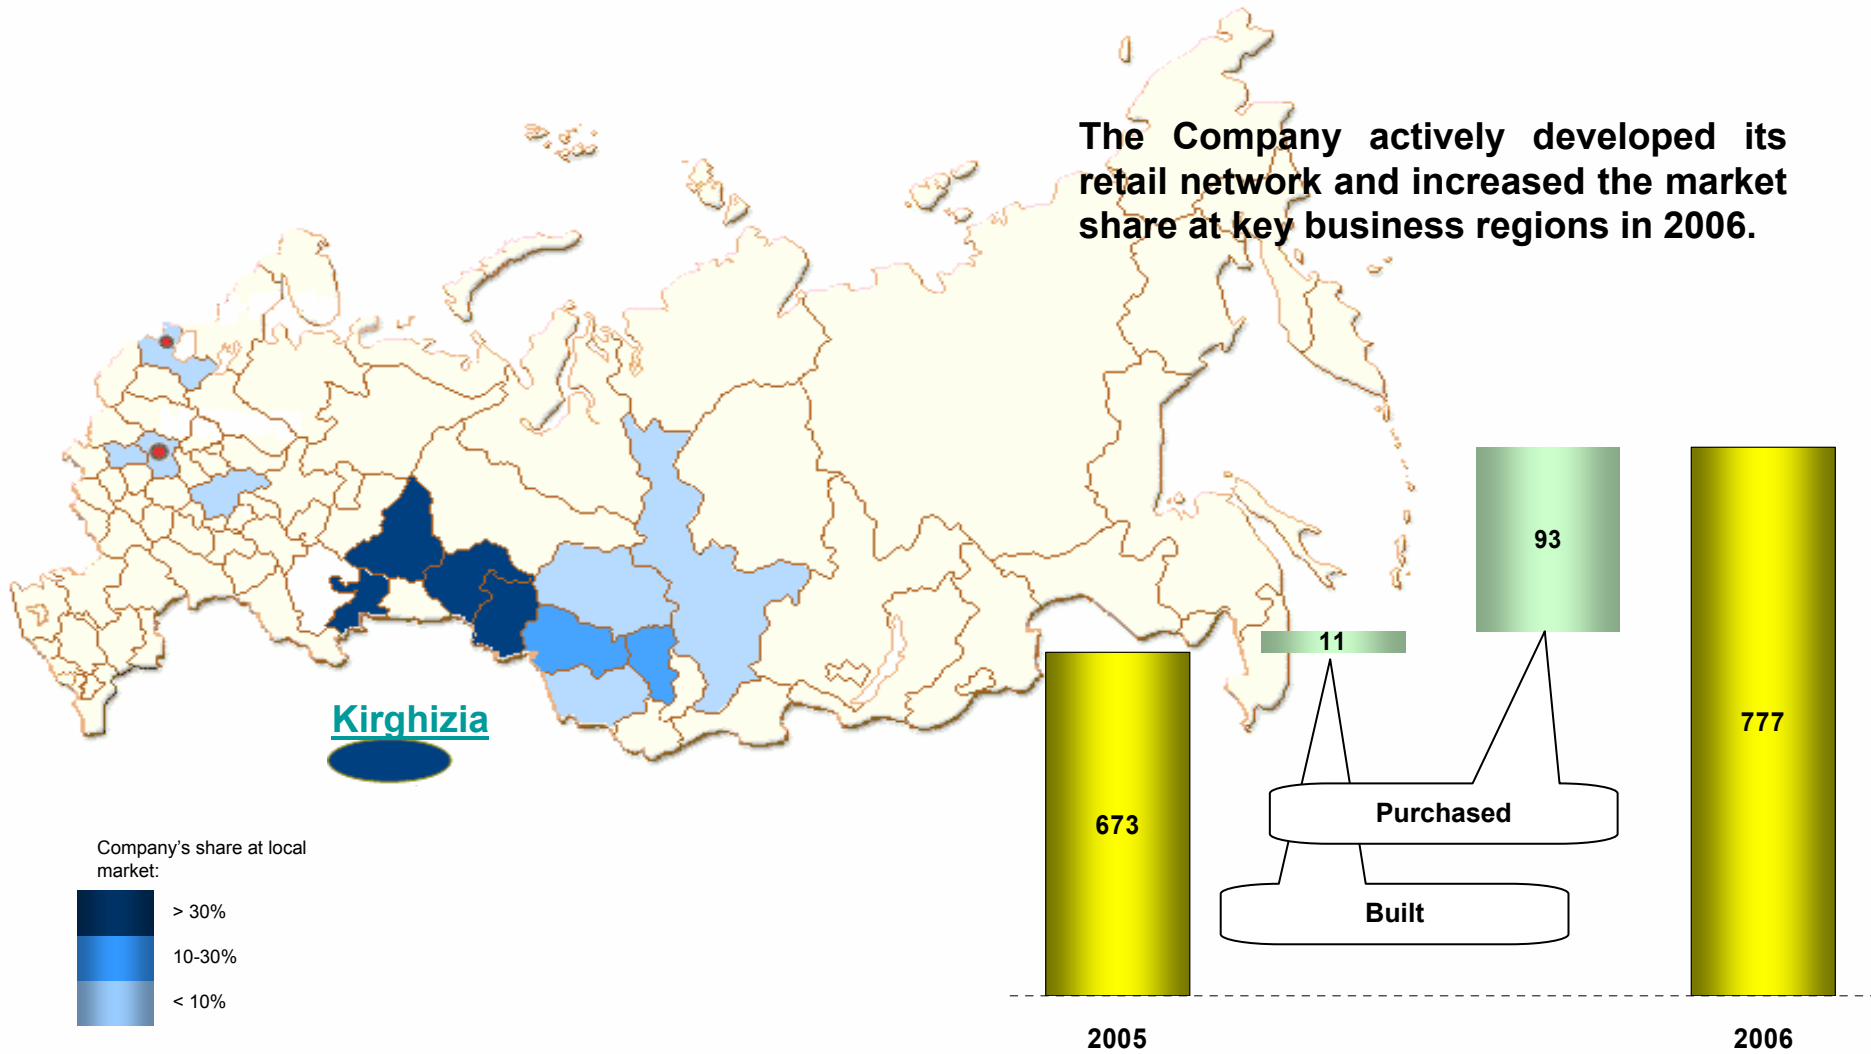 The Company actively developed its
retail network and increased the market
share at key business regions in 2006.
Kirghizia
Company's share at local
market:
> 30%
10-30%
< 10%
673
11
93
777
Purchased
Built
2005
2006